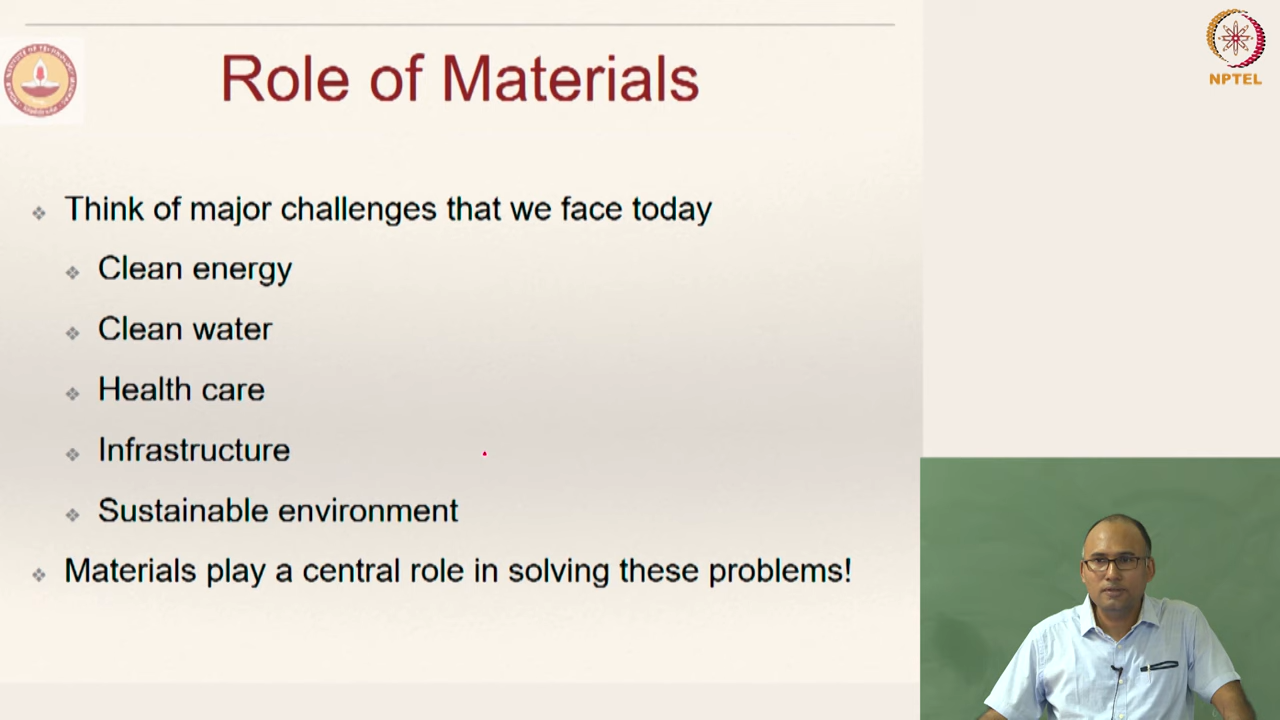 Role of Materials
NPTEL
Think of major challenges that we face today
Clean energy
Clean water
Health care
Infrastructure
Sustainable environment
Materials play a central role in solving these problems!